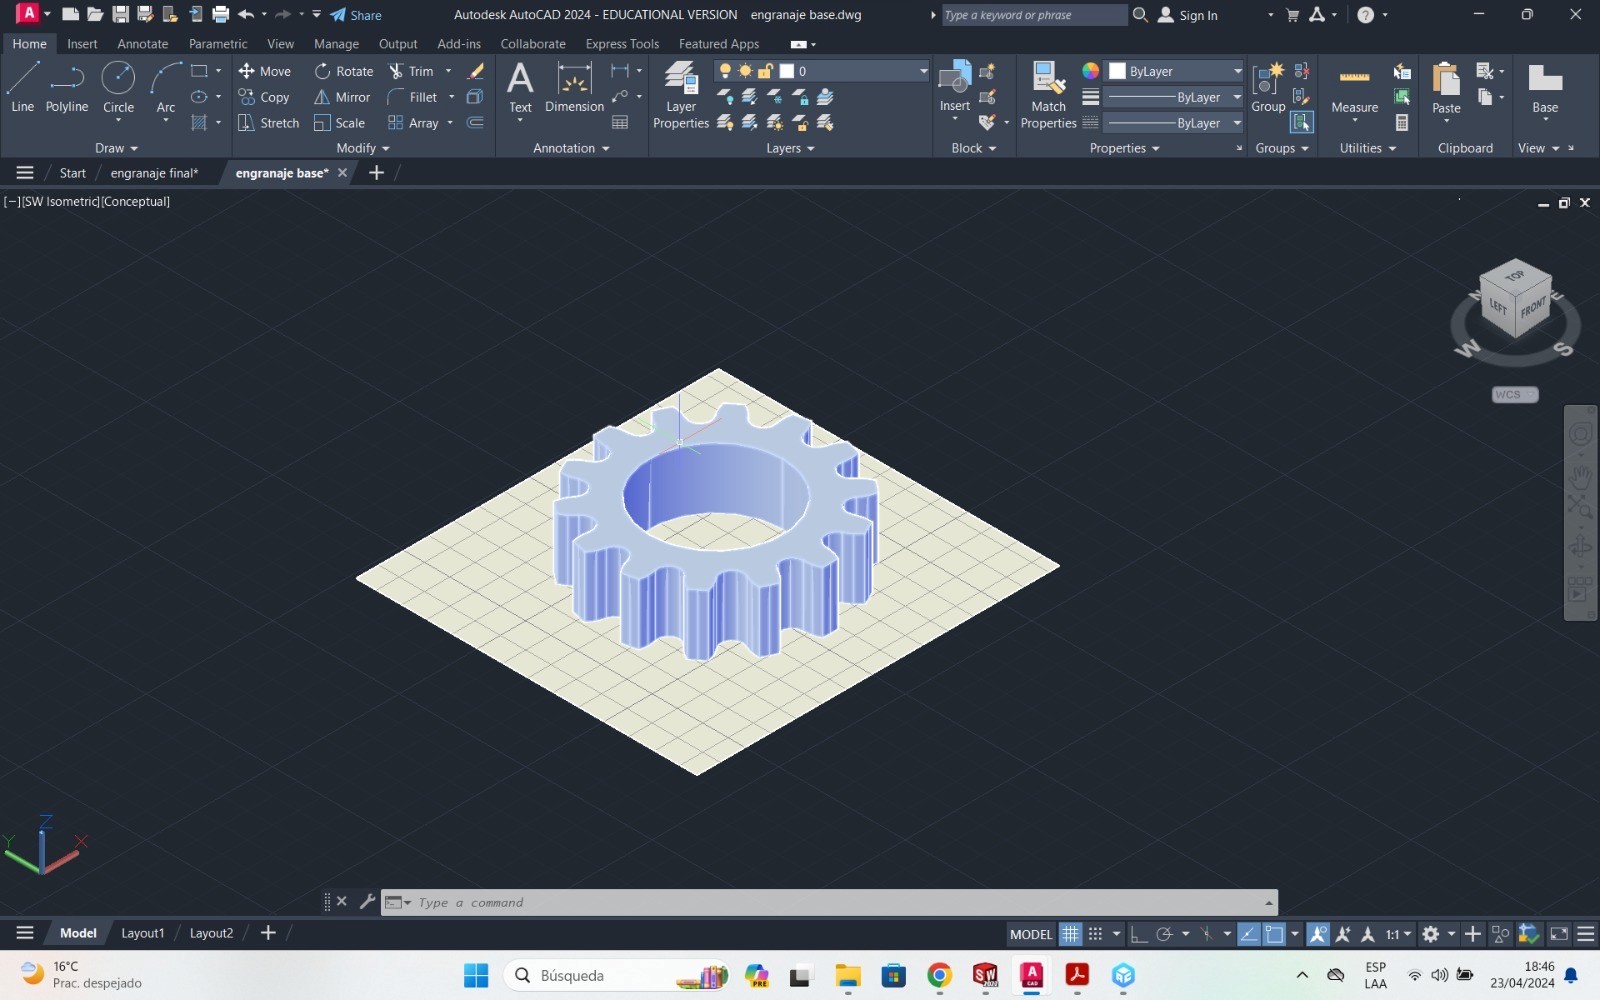 Share
Autodesk AutoCAD 2024 - EDUCATIONAL VERSION engranaje base.dwg
Type a keyword or phrase
Sign In
Home Insert Annotate Parametric View Manage Output Add-ins Collaborate Express Tools Featured Apps
Line Polyline Circle Arc
Move Rotate Trim
Copy Mirror Fillet
Stretch Scale Array
Text Dimension
Layer Properties
0
Insert
Match Properties
ByLayer
ByLayer
ByLayer
Group
Measure
Paste
Base
Draw Modify Annotation Layers Block Properties Groups Utilities Clipboard View
Start engranaje final* engranaje base*
[−][SW Isometric][Conceptual]
TOP
LEFT FRONT
N E
W S
WCS
Z
Y X
Type a command
Model Layout1 Layout2
MODEL
1:1
16°C
Prac. despejado
Búsqueda
PRE
SW
2020
A
CAD
ESP
LAA
18:46
23/04/2024